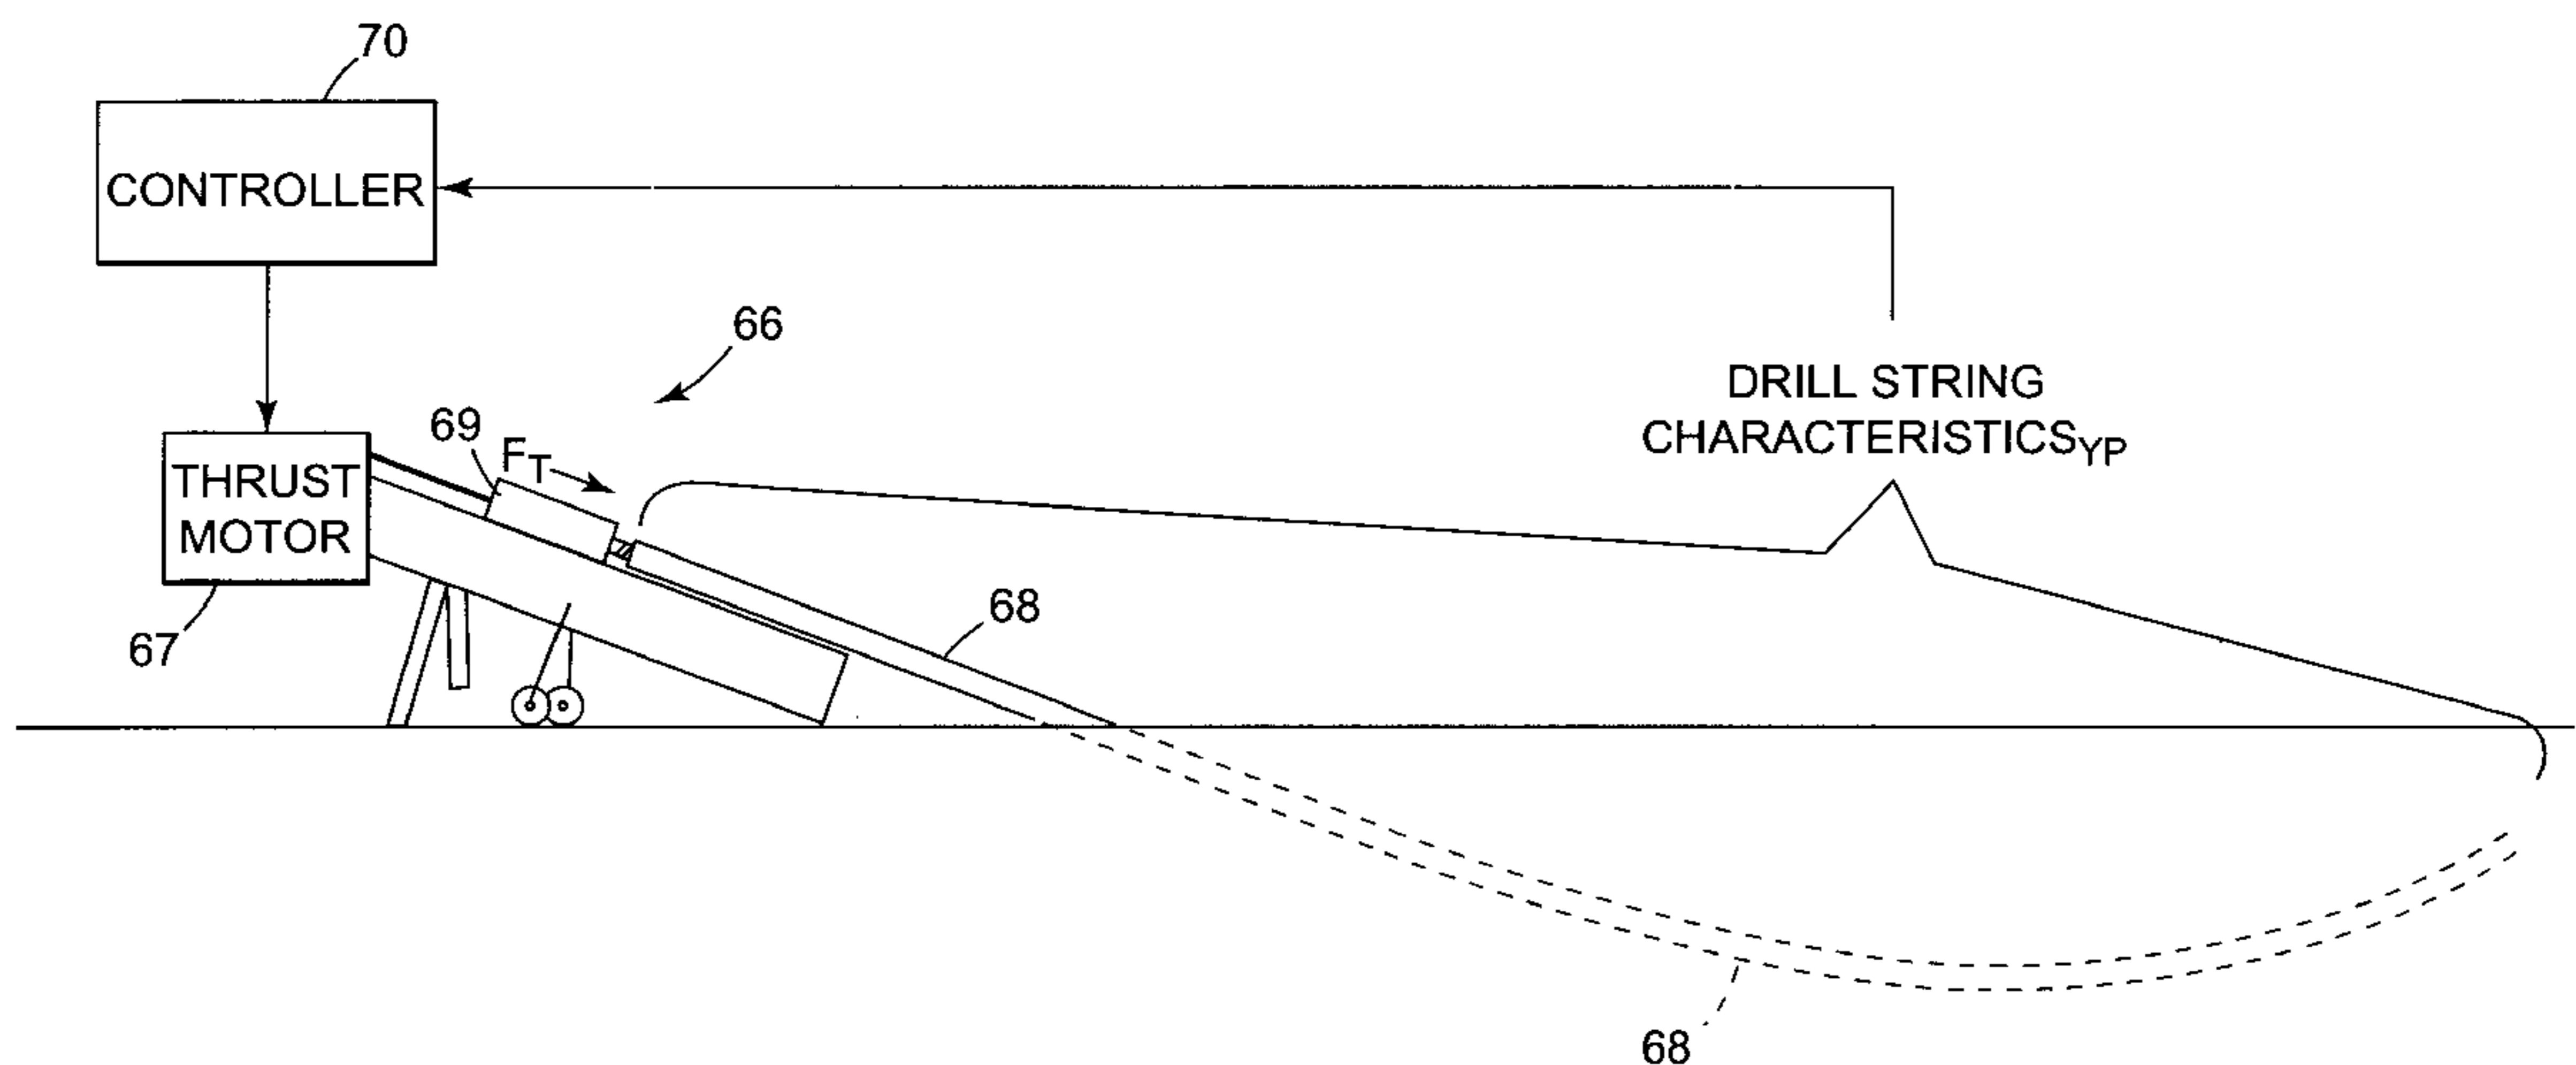 70
CONTROLLER
66
DRILL STRING
CHARACTERISTICSYP
69
FT
THRUST
MOTOR
68
67
68